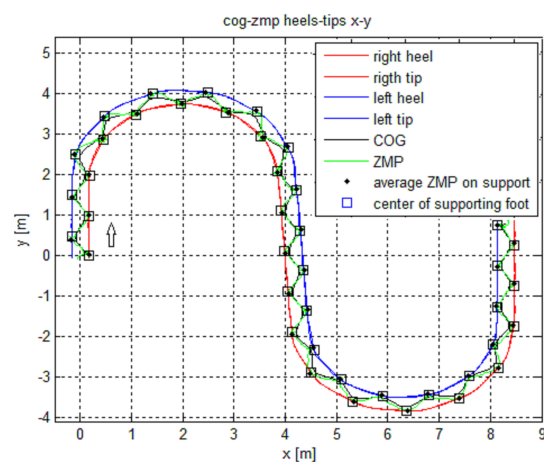 cog-zmp heels-tips x-y
right heel
rigth tip
left heel
left tip
COG
ZMP
average ZMP on support
center of supporting foot
y [m]
5
4
3
2
1
0
-1
-2
-3
-4
0 1 2 3 4 5 6 7 8 9
x [m]